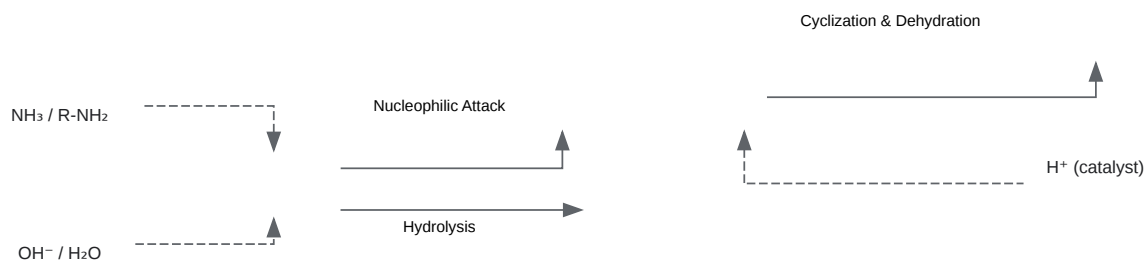 Cyclization & Dehydration
NH₃ / R-NH₂
Nucleophilic Attack
H⁺ (catalyst)
Hydrolysis
OH⁻ / H₂O